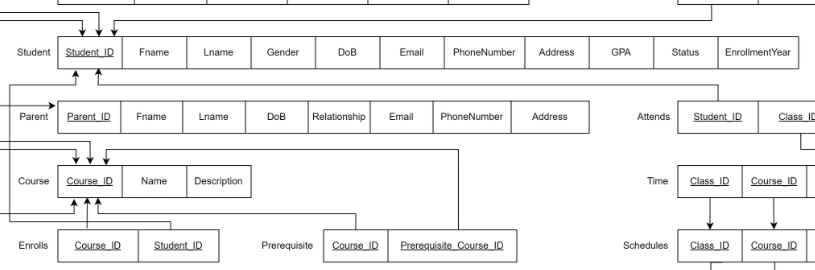 Student Student_ID Fname Lname Gender DoB Email PhoneNumber Address GPA Status EnrollmentYear
Parent Parent_ID Fname Lname DoB Relationship Email PhoneNumber Address Attends Student_ID Class_ID
Course Course_ID Name Description Time Class_ID Course_ID
Enrolls Course_ID Student_ID Prerequisite Course_ID Prerequisite_Course_ID Schedules Class_ID Course_ID